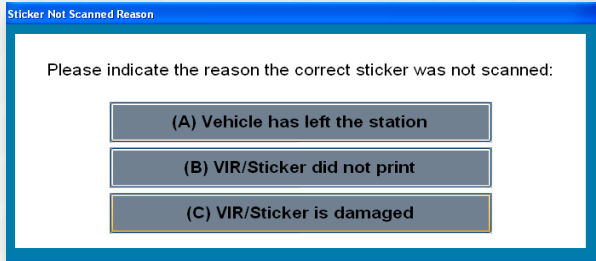 Sticker Not Scanned Reason
Please indicate the reason the correct sticker was not scanned:
(A) Vehicle has left the station
(B) VIR/Sticker did not print
(C) VIR/Sticker is damaged